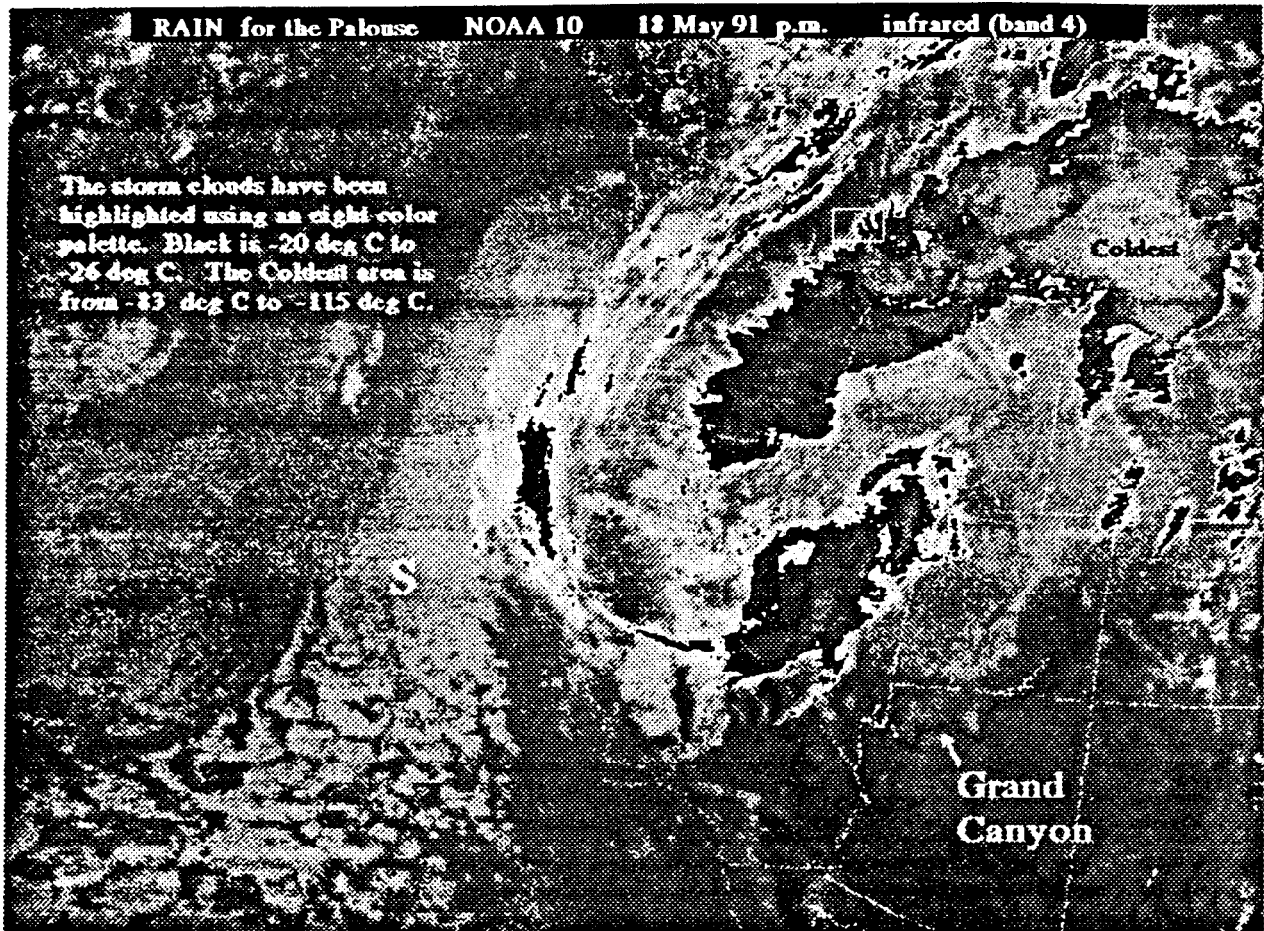 RAIN for the Palouse NOAA 10 18 May 91 p.m. infrared (band 4)
The storm clouds have been
highlighted using an eight color
palette. Black is -20 deg C to
-26 deg C. The Coldest area is
from -83 deg C to -115 deg C.
Coldest
S
Grand
Canyon